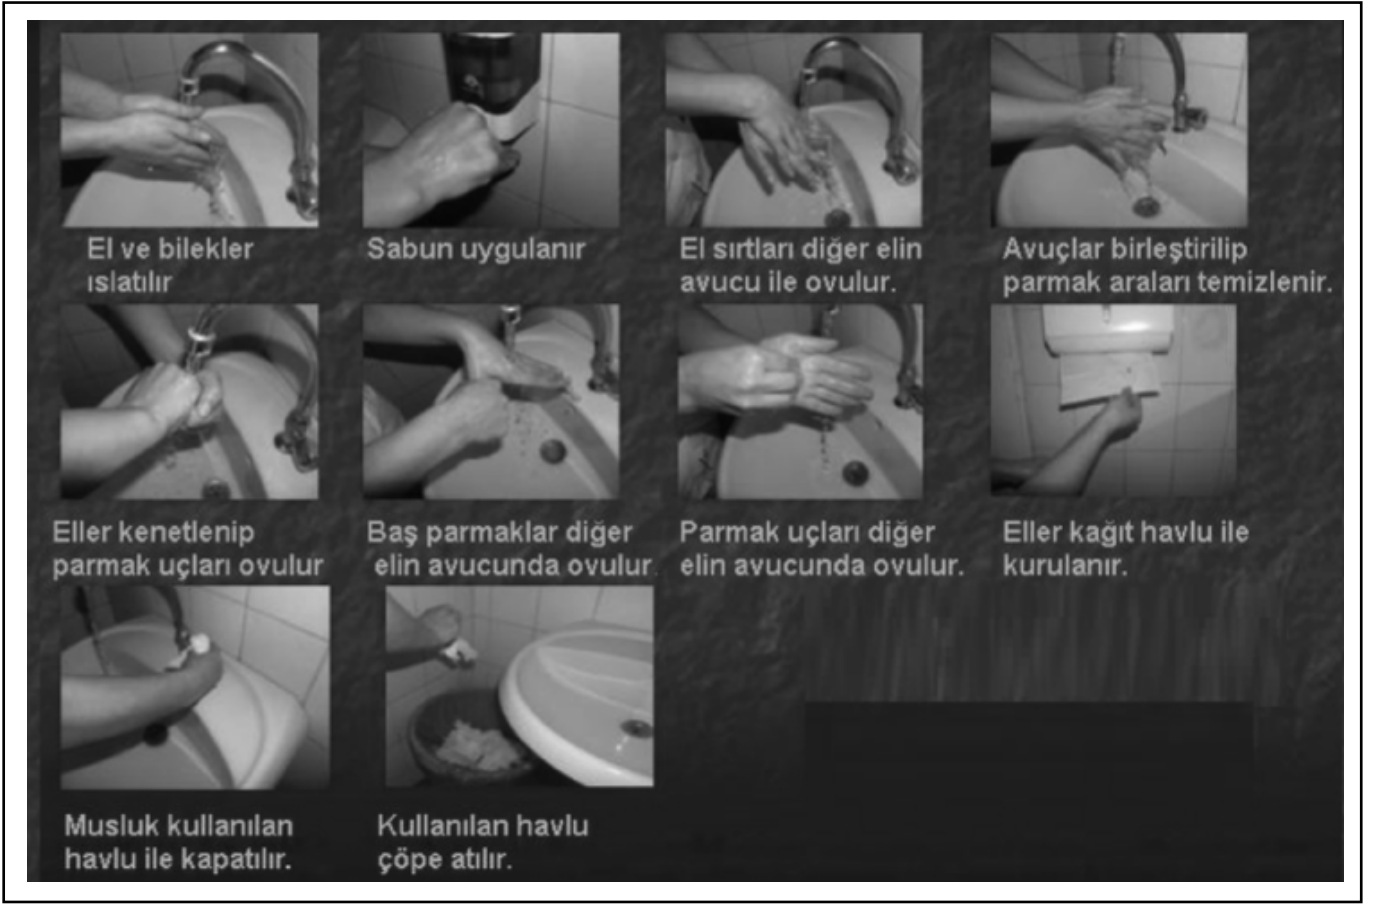 El ve bilekler
ıslatılır
Sabun uygulanır
El sırtları diğer elin
avucu ile ovulur.
Avuçlar birleştirilip
parmak araları temizlenir.
Eller kenetlenip
parmak uçları ovulur
Baş parmaklar diğer
elin avucunda ovulur.
Parmak uçları diğer
elin avucunda ovulur.
Eller kağıt havlu ile
kurulanır.
Musluk kullanılan
havlu ile kapatılır.
Kullanılan havlu
çöpe atılır.